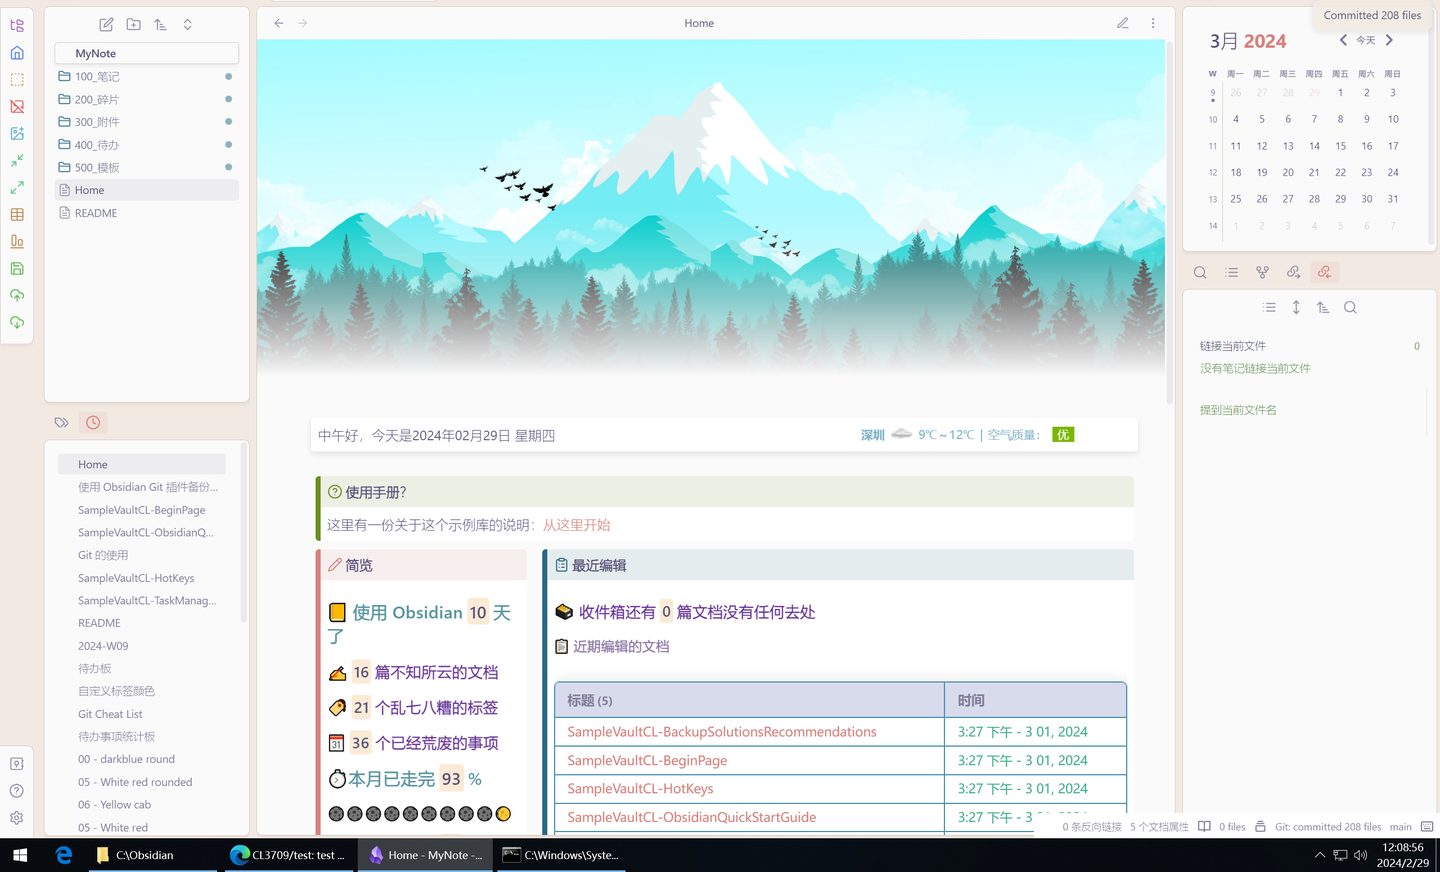 Home
Committed 208 files
MyNote
100_笔记
200_碎片
300_附件
400_待办
500_模板
Home
README
Home
使用 Obsidian Git 插件备份...
SampleVaultCL-BeginPage
SampleVaultCL-ObsidianQ...
Git 的使用
SampleVaultCL-HotKeys
SampleVaultCL-TaskManag...
README
2024-W09
待办板
自定义标签颜色
Git Cheat List
待办事项统计板
00 - darkblue round
05 - White red rounded
06 - Yellow cab
05 - White red
中午好，今天是2024年02月29日 星期四
深圳 9℃ ~ 12℃ | 空气质量： 优
使用手册？
这里有一份关于这个示例库的说明：从这里开始
简览
使用 Obsidian 10 天
了
16 篇不知所云的文档
21 个乱七八糟的标签
31
36 个已经荒废的事项
本月已走完 93 %
最近编辑
收件箱还有 0 篇文档没有任何去处
近期编辑的文档
标题 (5) 时间
SampleVaultCL-BackupSolutionsRecommendations 3:27 下午 - 3 01, 2024
SampleVaultCL-BeginPage 3:27 下午 - 3 01, 2024
SampleVaultCL-HotKeys 3:27 下午 - 3 01, 2024
SampleVaultCL-ObsidianQuickStartGuide 3:27 下午 - 3 01, 2024
3月 2024 今天
W 周一 周二 周三 周四 周五 周六 周日
9 26 27 28 29 1 2 3
10 4 5 6 7 8 9 10
11 11 12 13 14 15 16 17
12 18 19 20 21 22 23 24
13 25 26 27 28 29 30 31
14 1 2 3 4 5 6 7
链接当前文件 0
没有笔记链接当前文件
提到当前文件名
0 条反向链接 5 个文档属性 0 files Git: committed 208 files main
C:\Obsidian
CL3709/test: test ...
Home - MyNote -...
C:\Windows\Syste...
12:08:56
2024/2/29